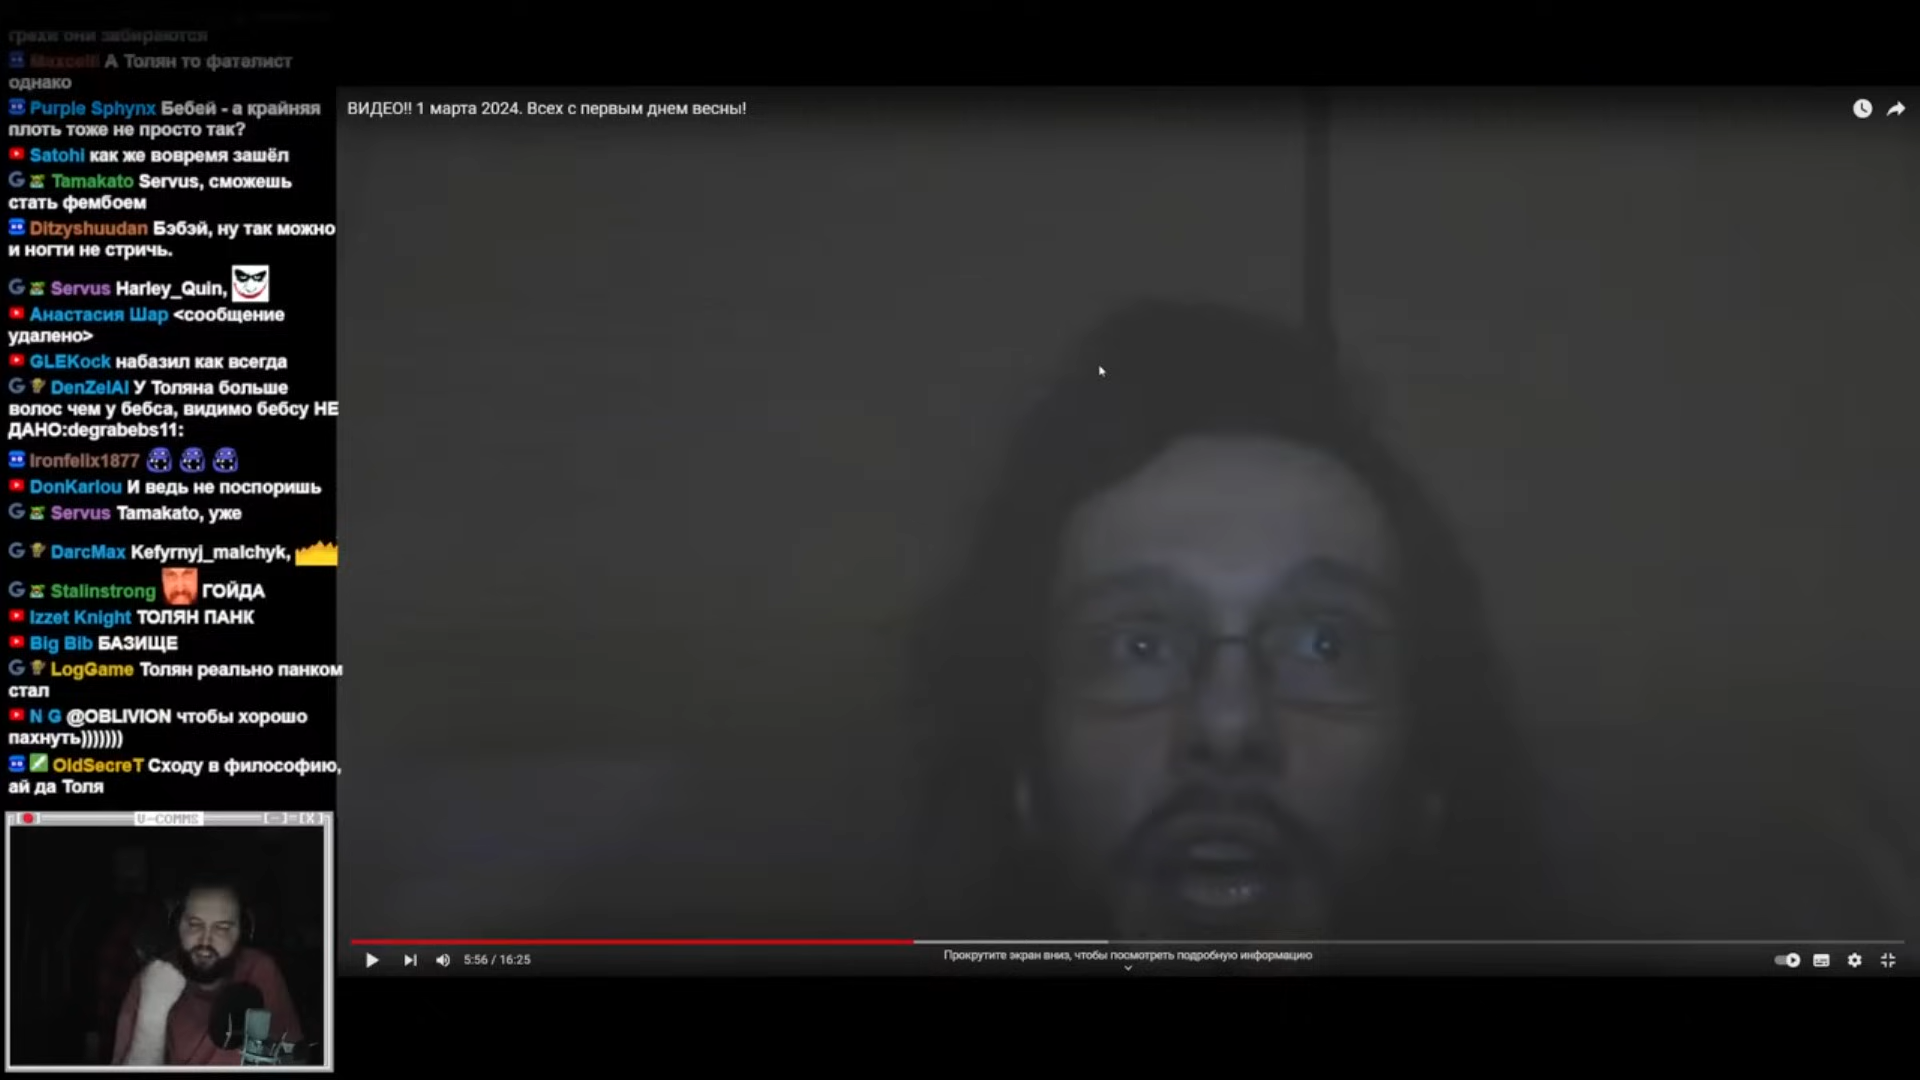 грехи они забираются
Maxcelli А Толян то фаталист
однако
Purple Sphynx Бебей - а крайняя
плоть тоже не просто так?
Satohi как же вовремя зашёл
Tamakato Servus, сможешь
стать фембоем
Ditzyshuudan Бэбэй, ну так можно
и ногти не стричь.
Servus Harley_Quin,
Анастасия Шар <сообщение
удалено>
GLEKock набазил как всегда
DenZelAl У Толяна больше
волос чем у бебса, видимо бебсу НЕ
ДАНО:degrabebs11:
Ironfelix1877
DonKarlou И ведь не поспоришь
Servus Tamakato, уже
DarcMax Kefyrnyj_malchyk,
Stalinstrong ГОЙДА
Izzet Knight ТОЛЯН ПАНК
Big Bib БАЗИЩЕ
LogGame Толян реально панком
стал
N G @OBLIVION чтобы хорошо
пахнуть)))))))
OldSecreT Сходу в философию,
ай да Толя
U-COMMS
ВИДЕО!! 1 марта 2024. Всех с первым днем весны!
5:56 / 16:25
Прокрутите экран вниз, чтобы посмотреть подробную информацию